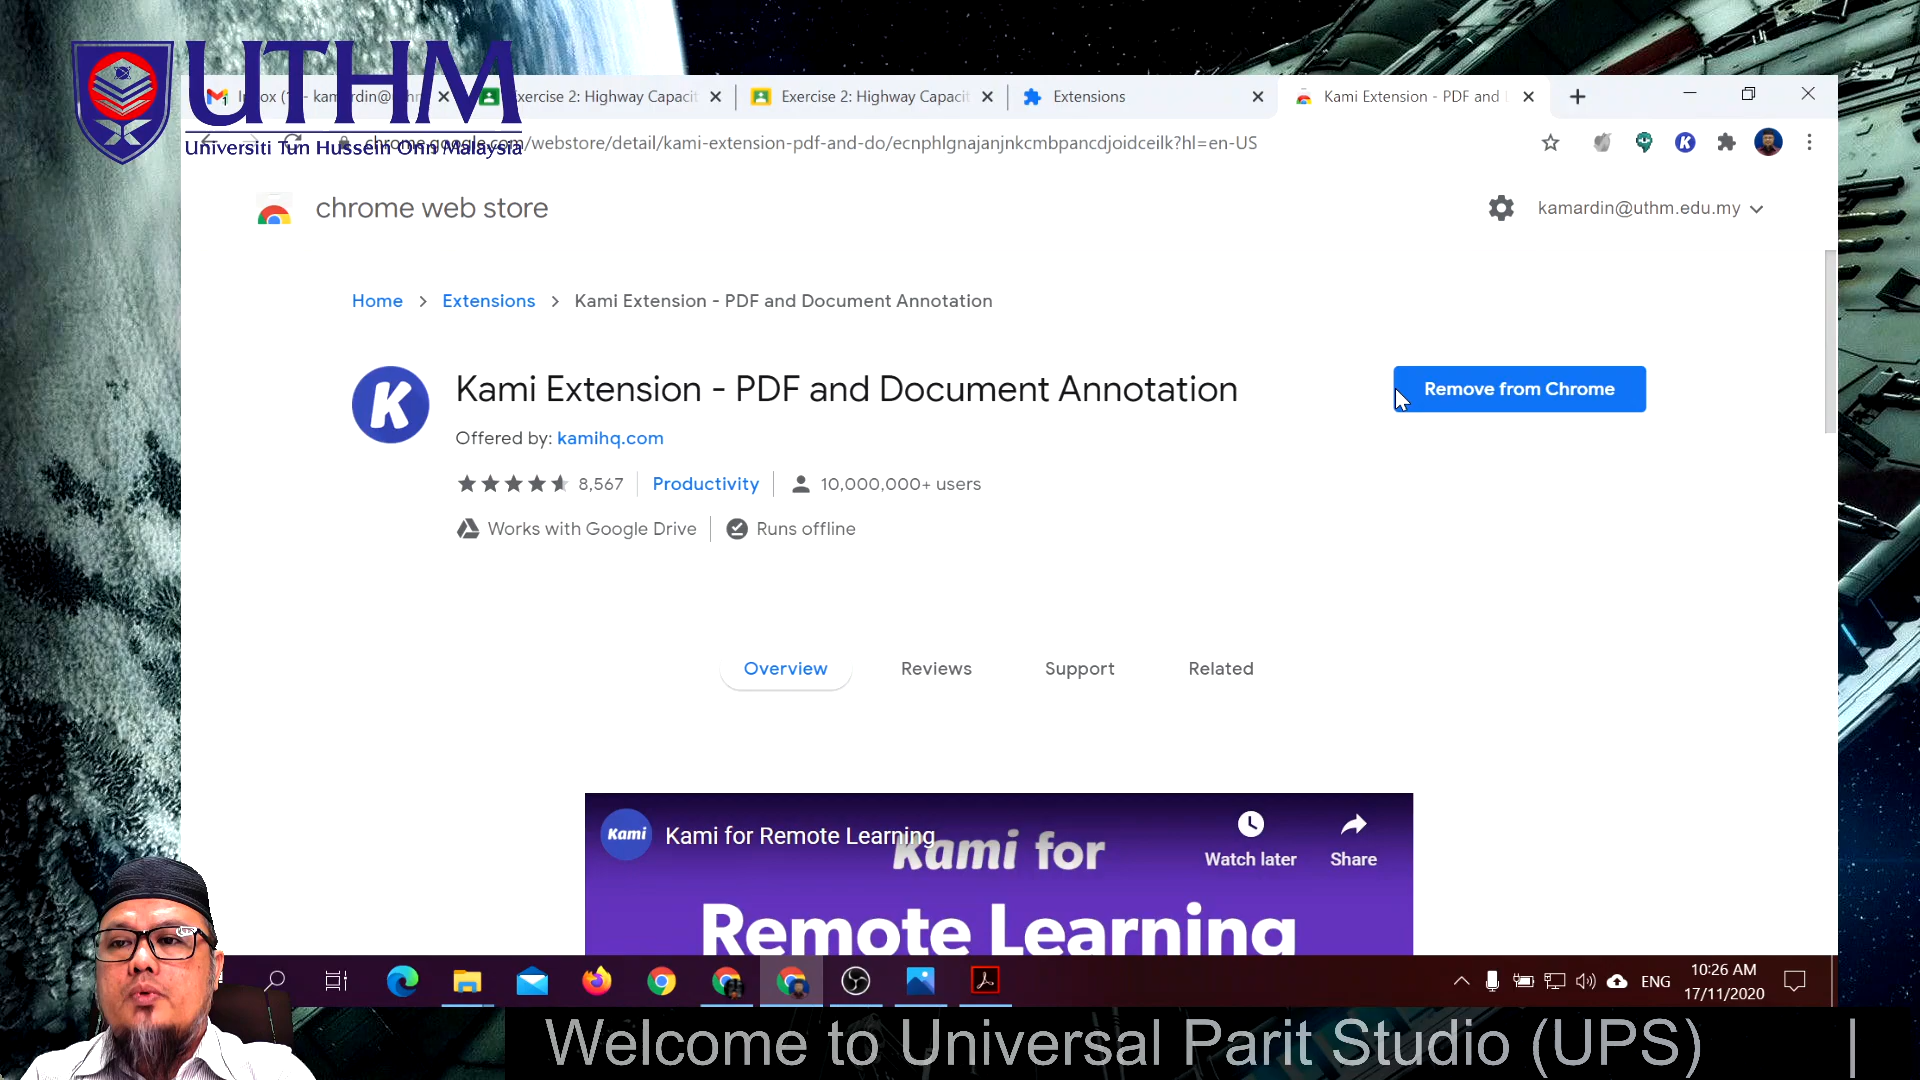 UTHM
Universiti Tun Hussein Onn Malaysia
Exercise 2: Highway Capacit
Exercise 2: Highway Capacit
Extensions
Kami Extension - PDF and
chrome.google.com/webstore/detail/kami-extension-pdf-and-do/ecnphlgnajanjnkcmbpancdjoidceilk?hl=en-US
chrome web store
kamardin@uthm.edu.my
Home > Extensions > Kami Extension - PDF and Document Annotation
K
Kami Extension - PDF and Document Annotation
Remove from Chrome
Offered by: kamihq.com
8,567
Productivity
10,000,000+ users
Works with Google Drive
Runs offline
Overview
Reviews
Support
Related
Kami
Kami for Remote Learning
Kami for
Watch later
Share
Remote Learning
ENG
10:26 AM
17/11/2020
Welcome to Universal Parit Studio (UPS)